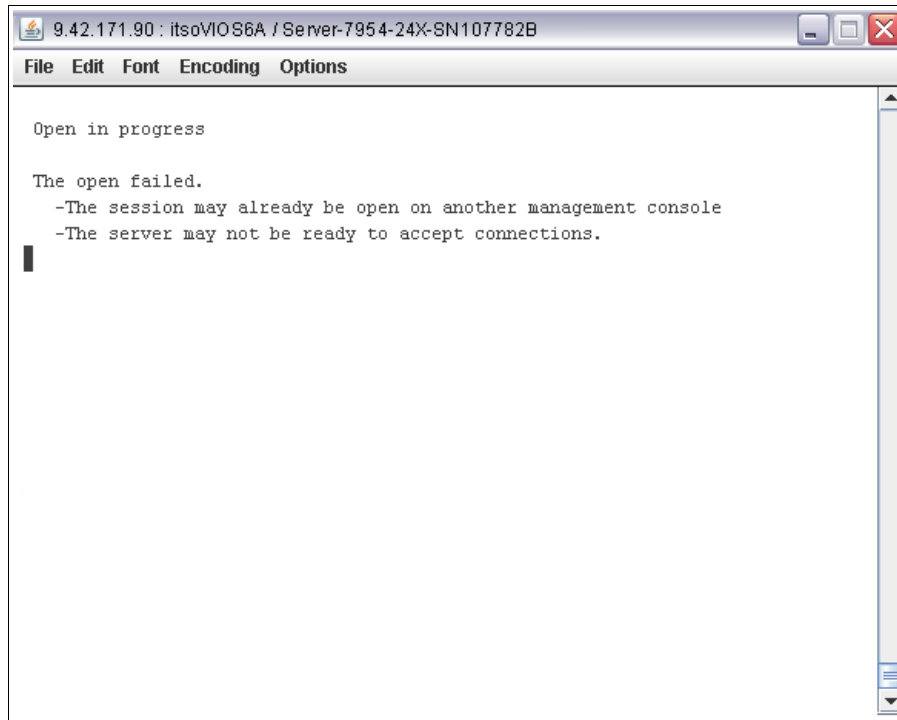 9.42.171.90 : itsoVIOS6A / Server-7954-24X-SN107782B
File Edit Font Encoding Options
Open in progress
The open failed.
-The session may already be open on another management console
-The server may not be ready to accept connections.